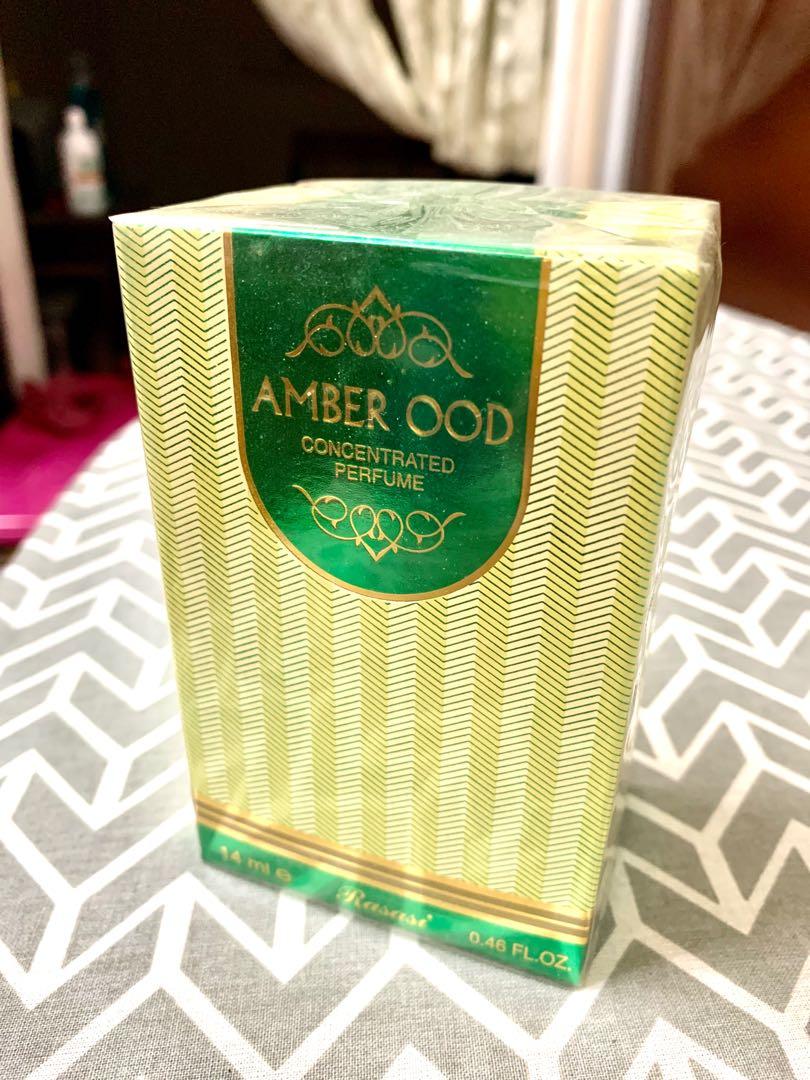 AMBER OOD
CONCENTRATED
PERFUME
14 ml ℮
Rasasi
0.46 FL.OZ.